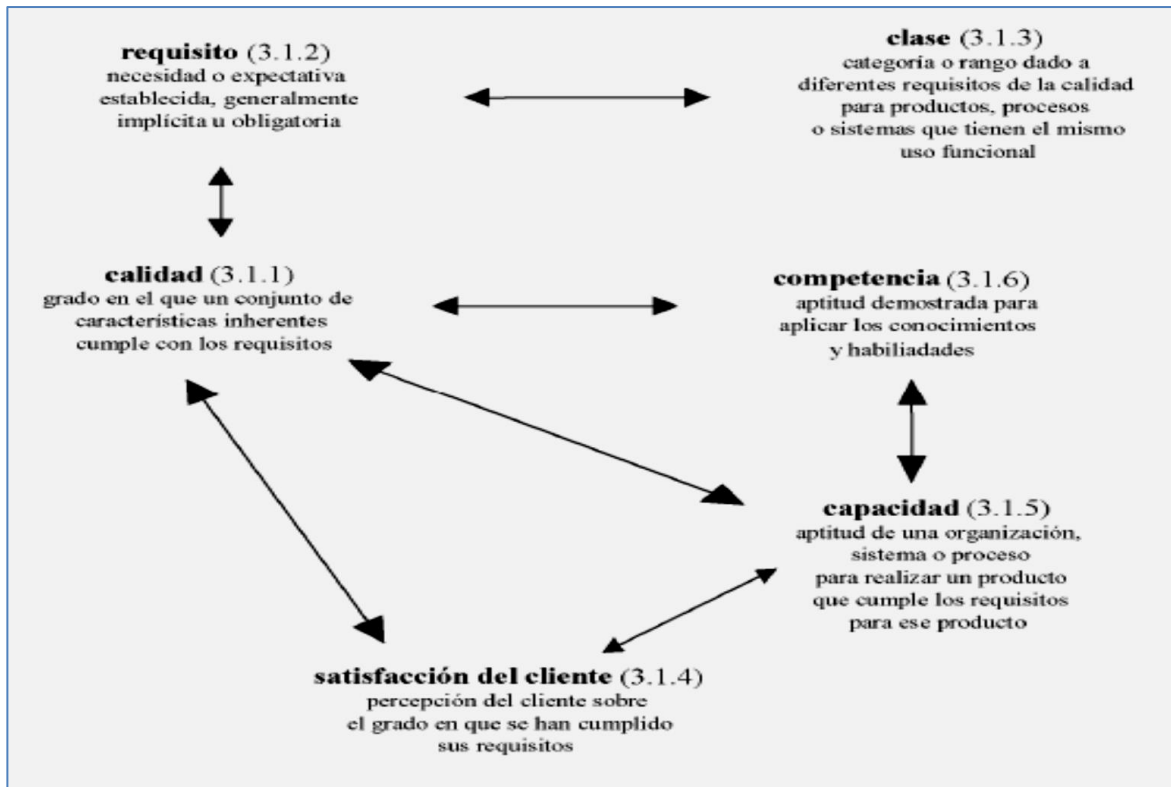 requisito (3.1.2)
necesidad o expectativa
establecida, generalmente
implícita u obligatoria
clase (3.1.3)
categoría o rango dado a
diferentes requisitos de la calidad
para productos, procesos
o sistemas que tienen el mismo
uso funcional
calidad (3.1.1)
grado en el que un conjunto de
características inherentes
cumple con los requisitos
competencia (3.1.6)
aptitud demostrada para
aplicar los conocimientos
y habiliadades
capacidad (3.1.5)
aptitud de una organización,
sistema o proceso
para realizar un producto
que cumple los requisitos
para ese producto
satisfacción del cliente (3.1.4)
percepción del cliente sobre
el grado en que se han cumplido
sus requisitos